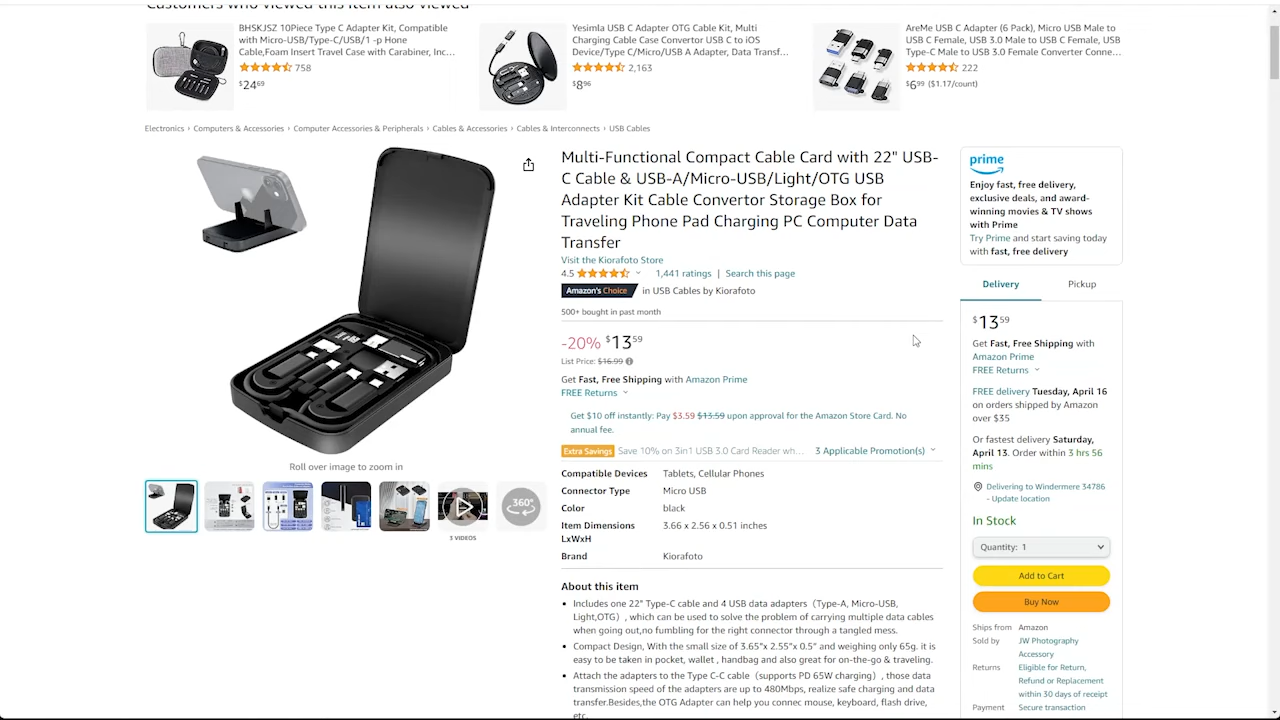 Customers who viewed this item also viewed
BHSKJSZ 10Piece Type C Adapter Kit, Compatible
with Micro-USB/Type-C/USB/1 -p Hone
Cable,Foam Insert Travel Case with Carabiner, Inc...
758
$24 69
Yesimla USB C Adapter OTG Cable Kit, Multi
Charging Cable Case Convertor USB C to iOS
Device/Type C/Micro/USB A Adapter, Data Transf...
2,163
$8 96
AreMe USB C Adapter (6 Pack), Micro USB Male to
USB C Female, USB 3.0 Male to USB C Female, USB
Type-C Male to USB 3.0 Female Converter Conne...
222
$6 99 ($1.17/count)
Electronics › Computers & Accessories › Computer Accessories & Peripherals › Cables & Accessories › Cables & Interconnects › USB Cables
Roll over image to zoom in
360°
3 VIDEOS
Multi-Functional Compact Cable Card with 22" USB-
C Cable & USB-A/Micro-USB/Light/OTG USB
Adapter Kit Cable Convertor Storage Box for
Traveling Phone Pad Charging PC Computer Data
Transfer
Visit the Kiorafoto Store
4.5 1,441 ratings | Search this page
Amazon's Choice in USB Cables by Kiorafoto
500+ bought in past month
-20% $13 59
List Price: $16.99
Get Fast, Free Shipping with Amazon Prime
FREE Returns
Get $10 off instantly: Pay $3.59 $13.59 upon approval for the Amazon Store Card. No
annual fee.
Extra Savings Save 10% on 3in1 USB 3.0 Card Reader wh... 3 Applicable Promotion(s)
Compatible Devices Tablets, Cellular Phones
Connector Type Micro USB
Color black
Item Dimensions 3.66 x 2.56 x 0.51 inches
LxWxH
Brand Kiorafoto
About this item
• Includes one 22" Type-C cable and 4 USB data adapters（Type-A, Micro-USB,
Light,OTG）, which can be used to solve the problem of carrying multiple data cables
when going out,no fumbling for the right connector through a tangled mess.
• Compact Design, With the small size of 3.65"x 2.55"x 0.5" and weighing only 65g. it is
easy to be taken in pocket, wallet , handbag and also great for on-the-go & traveling.
• Attach the adapters to the Type C-C cable（supports PD 65W charging）, those data
transmission speed of the adapters are up to 480Mbps, realize safe charging and data
transfer.Besides,the OTG Adapter can help you connec mouse, keyboard, flash drive,
etc.
prime
Enjoy fast, free delivery,
exclusive deals, and award-
winning movies & TV shows
with Prime
Try Prime and start saving today
with fast, free delivery
Delivery Pickup
$13 59
Get Fast, Free Shipping with
Amazon Prime
FREE Returns
FREE delivery Tuesday, April 16
on orders shipped by Amazon
over $35
Or fastest delivery Saturday,
April 13. Order within 3 hrs 56
mins
Delivering to Windermere 34786
- Update location
In Stock
Quantity: 1
Add to Cart
Buy Now
Ships from Amazon
Sold by JW Photography
Accessory
Returns Eligible for Return,
Refund or Replacement
within 30 days of receipt
Payment Secure transaction